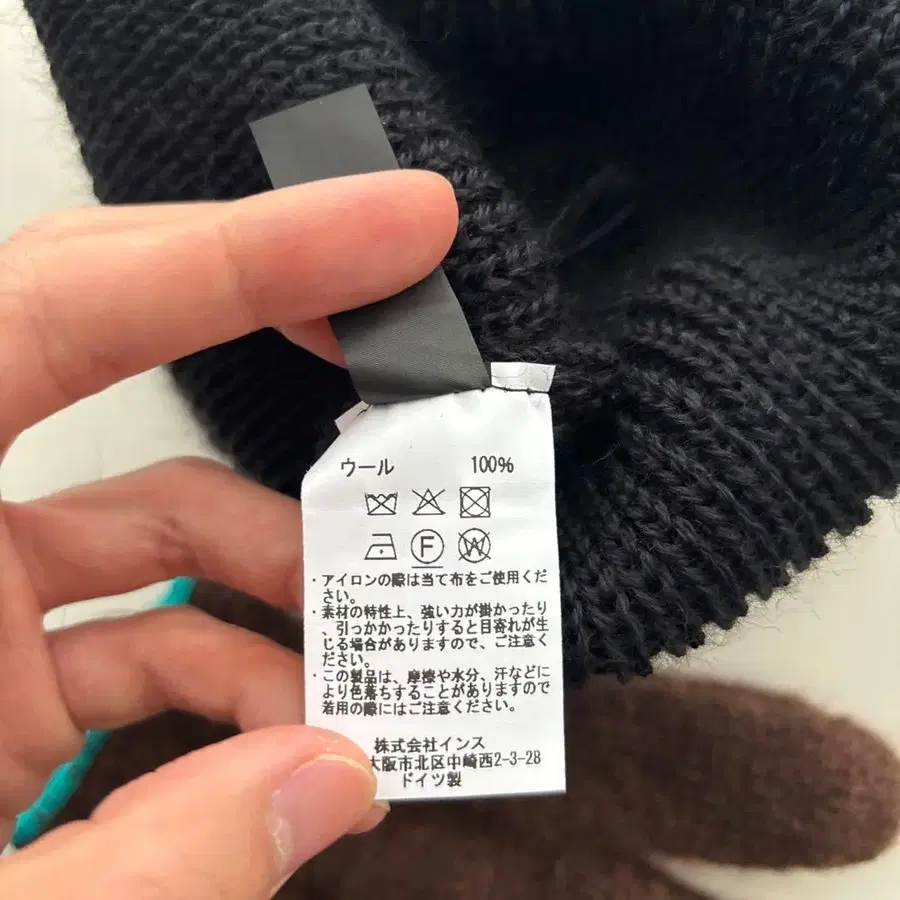 ウール 100%
F
W
・アイロンの際は当て布をご使用くだ
さい。
・素材の特性上、強い力が掛かったり
、引っかかったりすると目寄れが生
じる場合がありますので、ご注意く
ださい。
・この製品は、摩擦や水分、汗などに
より色落ちすることがありますので
着用の際にはご注意ください。
株式会社インス
大阪市北区中崎西2-3-28
ドイツ製